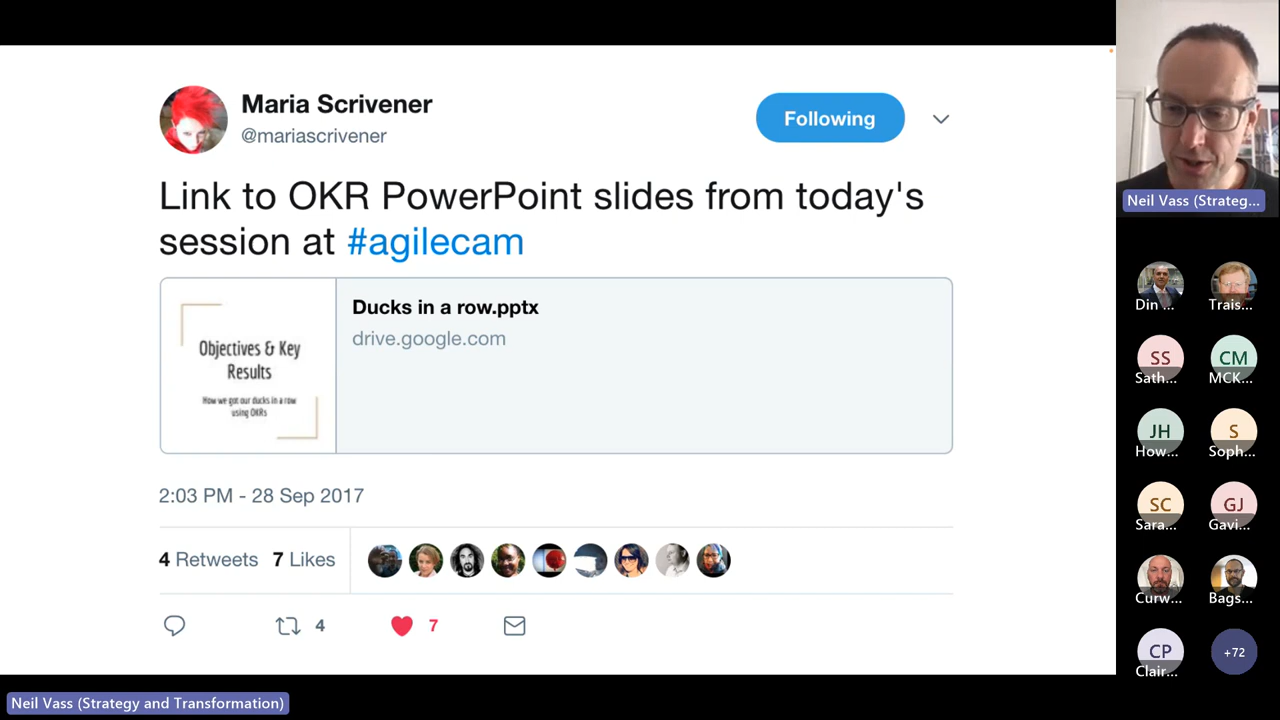 Maria Scrivener
@mariascrivener
Following
Link to OKR PowerPoint slides from today's
session at #agilecam
Objectives & Key
Results
How we got our ducks in a row
using OKRs
Ducks in a row.pptx
drive.google.com
2:03 PM - 28 Sep 2017
4 Retweets 7 Likes
4
7
Neil Vass (Strateg...
Din ...
Trais...
SS
Sath...
CM
MCK...
JH
How...
S
Soph...
SC
Sara...
GJ
Gavi...
Curw...
Bags...
CP
Clair...
+72
Neil Vass (Strategy and Transformation)